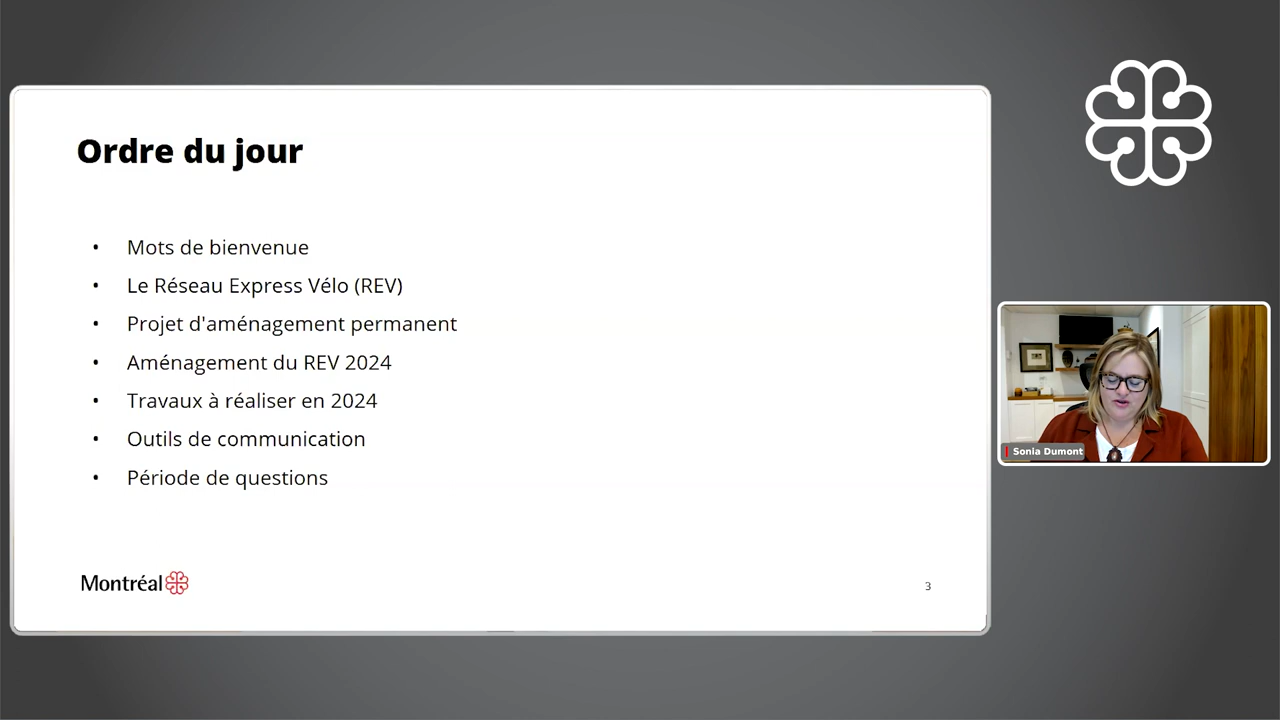 Ordre du jour
• Mots de bienvenue
• Le Réseau Express Vélo (REV)
• Projet d'aménagement permanent
• Aménagement du REV 2024
• Travaux à réaliser en 2024
• Outils de communication
• Période de questions
Montréal
3
Sonia Dumont